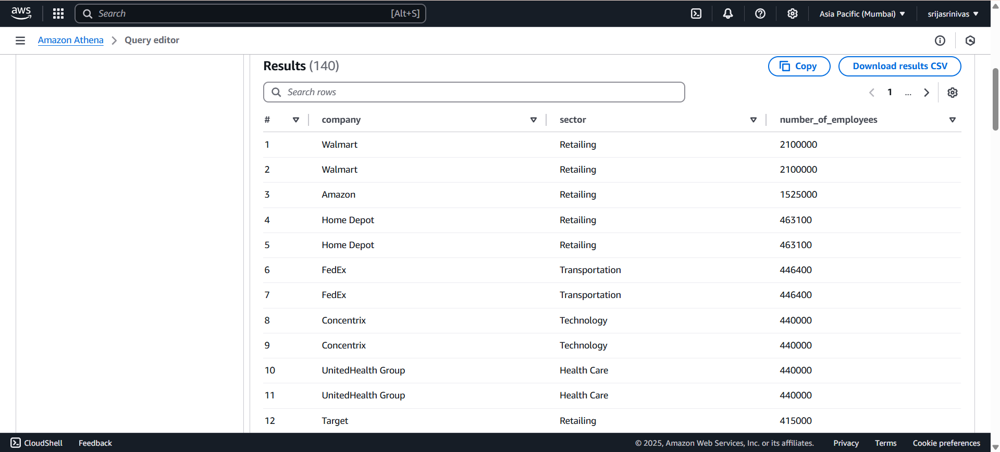 aws
Search [Alt+S] Asia Pacific (Mumbai) srijasrinivas
Amazon Athena Query editor
Results (140) Copy Download results CSV
Search rows 1 ...
# company sector number_of_employees
1 Walmart Retailing 2100000
2 Walmart Retailing 2100000
3 Amazon Retailing 1525000
4 Home Depot Retailing 463100
5 Home Depot Retailing 463100
6 FedEx Transportation 446400
7 FedEx Transportation 446400
8 Concentrix Technology 440000
9 Concentrix Technology 440000
10 UnitedHealth Group Health Care 440000
11 UnitedHealth Group Health Care 440000
12 Target Retailing 415000
CloudShell Feedback © 2025, Amazon Web Services, Inc. or its affiliates. Privacy Terms Cookie preferences